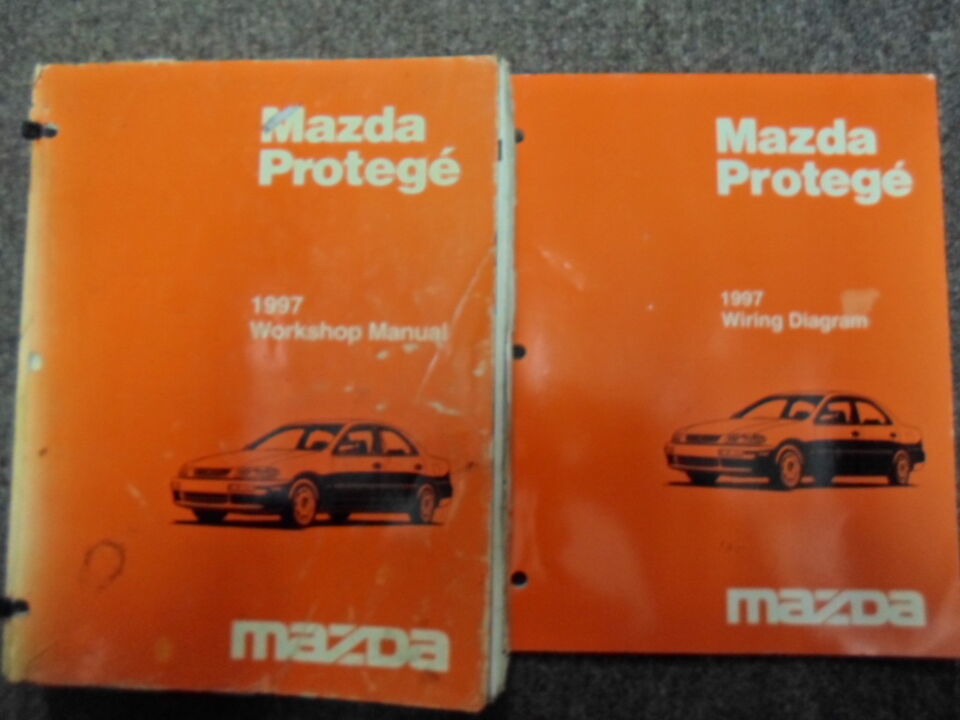 Mazda
Protegé
1997
Workshop Manual
mazda
Mazda
Protegé
1997
Wiring Diagram
mazda